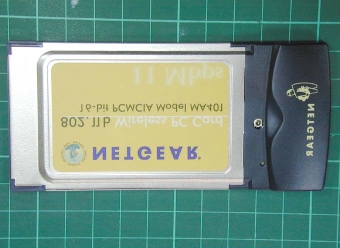 NETGEAR®
802.11b Wireless PC Card
16-bit PCMCIA Model MA401
11 Mbps
NETGEAR